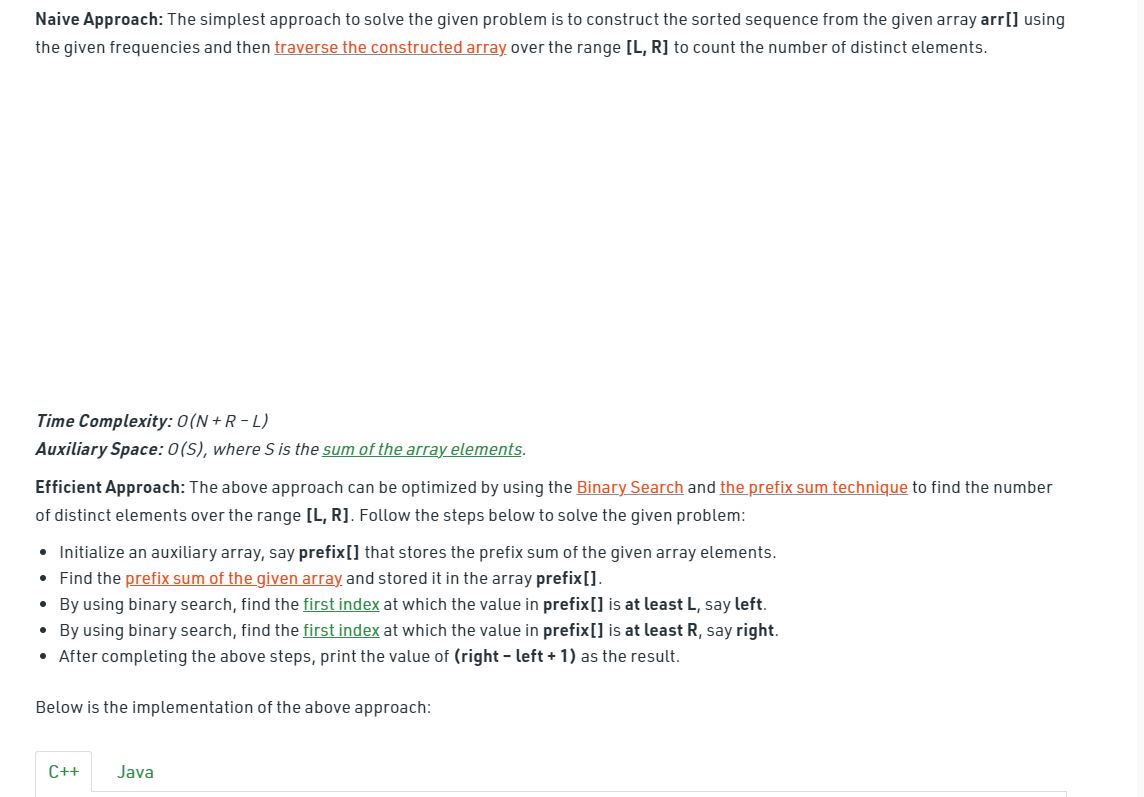 Naive Approach: The simplest approach to solve the given problem is to construct the sorted sequence from the given array arr[] using
the given frequencies and then traverse the constructed array over the range [L, R] to count the number of distinct elements.
Time Complexity: O(N + R – L)
Auxiliary Space: O(S), where S is the sum of the array elements.
Efficient Approach: The above approach can be optimized by using the Binary Search and the prefix sum technique to find the number
of distinct elements over the range [L, R]. Follow the steps below to solve the given problem:
• Initialize an auxiliary array, say prefix[] that stores the prefix sum of the given array elements.
• Find the prefix sum of the given array and stored it in the array prefix[].
• By using binary search, find the first index at which the value in prefix[] is at least L, say left.
• By using binary search, find the first index at which the value in prefix[] is at least R, say right.
• After completing the above steps, print the value of (right – left + 1) as the result.
Below is the implementation of the above approach:
C++ Java